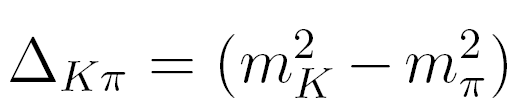 Δ_{Kπ} = (m_K^2 − m_π^2)